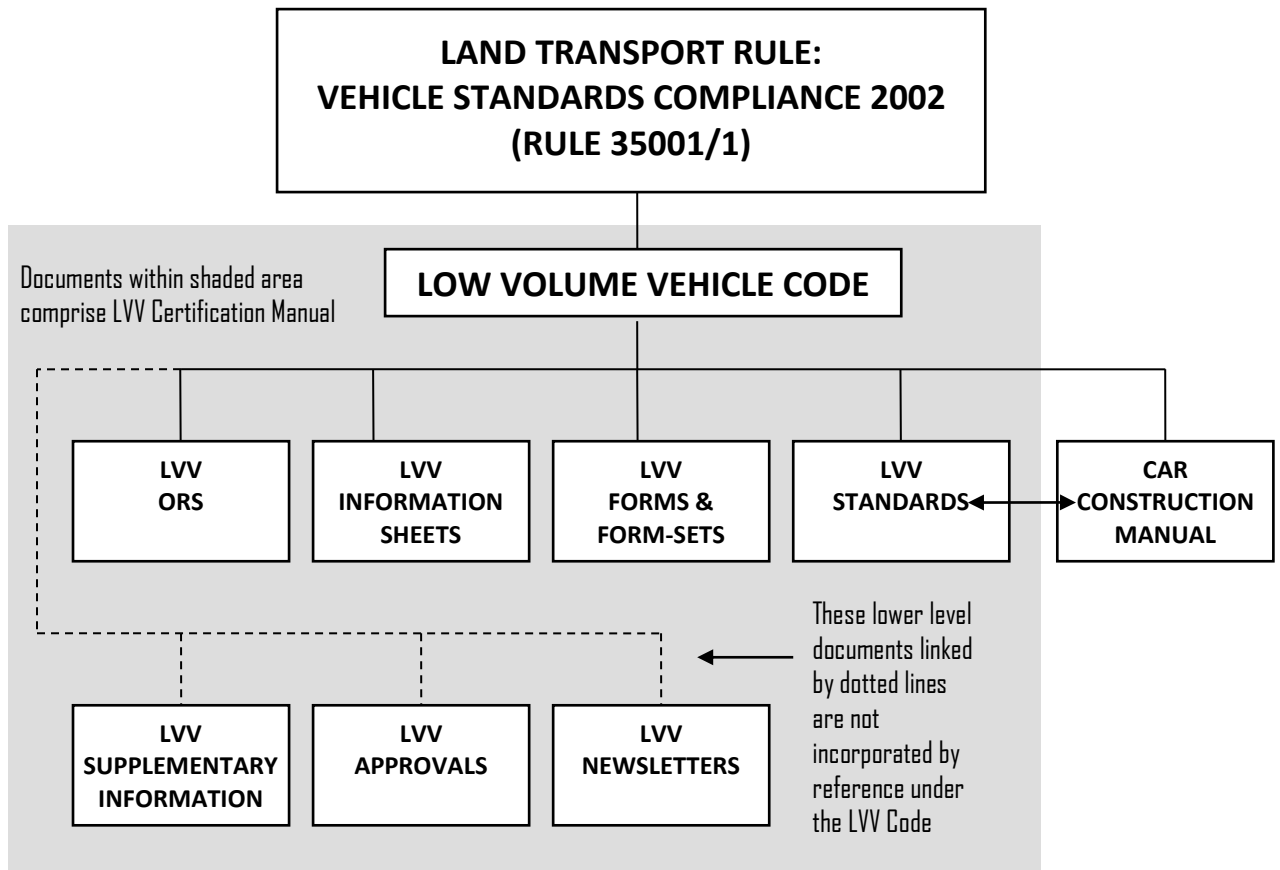 LAND TRANSPORT RULE:
VEHICLE STANDARDS COMPLIANCE 2002
(RULE 35001/1)
LOW VOLUME VEHICLE CODE
Documents within shaded area
comprise LVV Certification Manual
LVV
ORS
LVV
INFORMATION
SHEETS
LVV
FORMS &
FORM-SETS
LVV
STANDARDS
CAR
CONSTRUCTION
MANUAL
These lower level
documents linked
by dotted lines
are not
incorporated by
reference under
the LVV Code
LVV
SUPPLEMENTARY
INFORMATION
LVV
APPROVALS
LVV
NEWSLETTERS